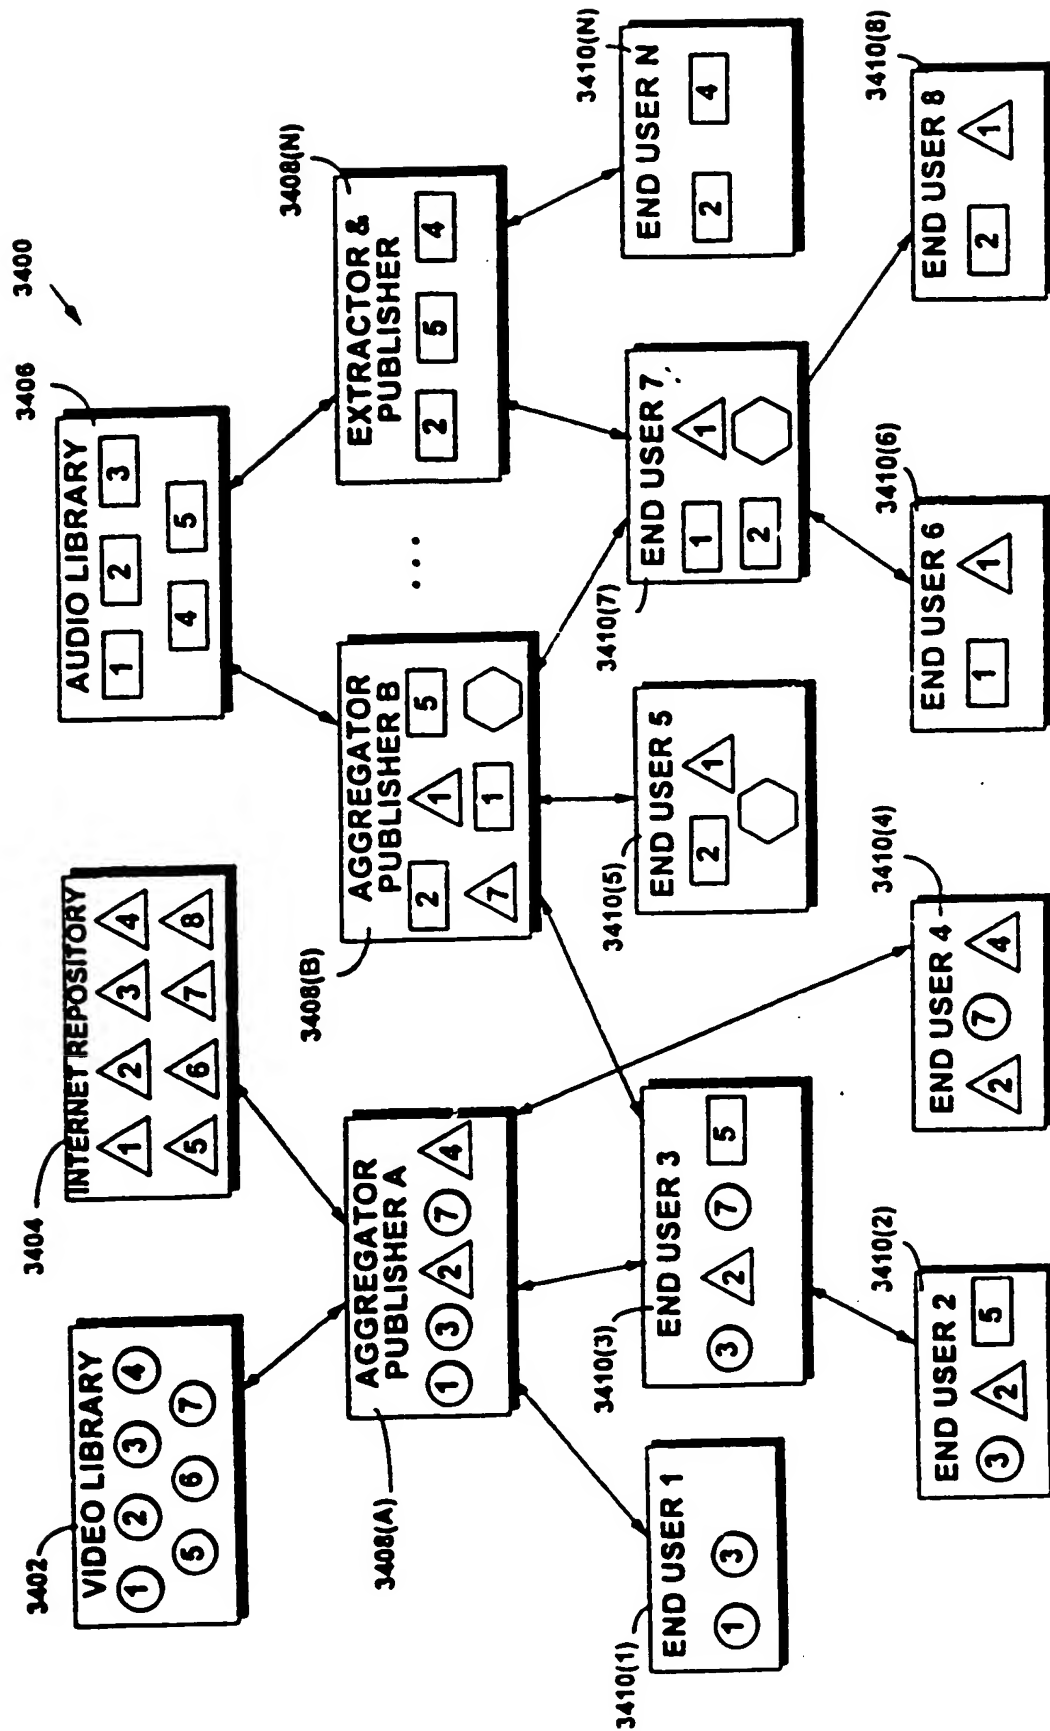 3400
3402
VIDEO LIBRARY
1 2 3 4
5 6 7
3404
INTERNET REPOSITORY
1 2 3 4
5 6 7 8
3406
AUDIO LIBRARY
1 2 3
4 5
3408(A)
AGGREGATOR
PUBLISHER A
1 3 2 7 4
3408(B)
AGGREGATOR
PUBLISHER B
2 1 5
7 1
...
3408(N)
EXTRACTOR &
PUBLISHER
2 5 4
3410(1)
END USER 1
1 3
3410(3)
END USER 3
3 2 7 5
3410(5)
END USER 5
2 1
3410(7)
END USER 7
1 1
2
3410(N)
END USER N
2 4
3410(2)
END USER 2
3 2 5
3410(4)
END USER 4
2 7 4
3410(6)
END USER 6
1 1
3410(8)
END USER 8
2 1